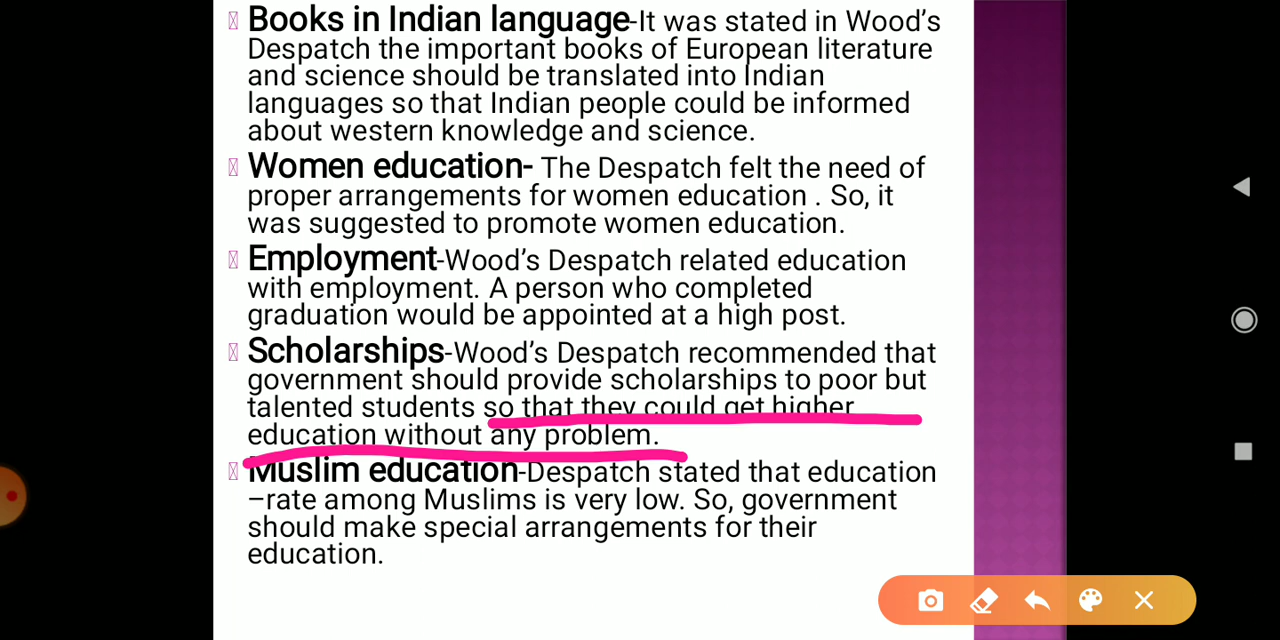 Books in Indian language-It was stated in Wood's
Despatch the important books of European literature
and science should be translated into Indian
languages so that Indian people could be informed
about western knowledge and science.
Women education- The Despatch felt the need of
proper arrangements for women education . So, it
was suggested to promote women education.
Employment-Wood's Despatch related education
with employment. A person who completed
graduation would be appointed at a high post.
Scholarships-Wood's Despatch recommended that
government should provide scholarships to poor but
talented students so that they could get higher
education without any problem.
Muslim education-Despatch stated that education
–rate among Muslims is very low. So, government
should make special arrangements for their
education.